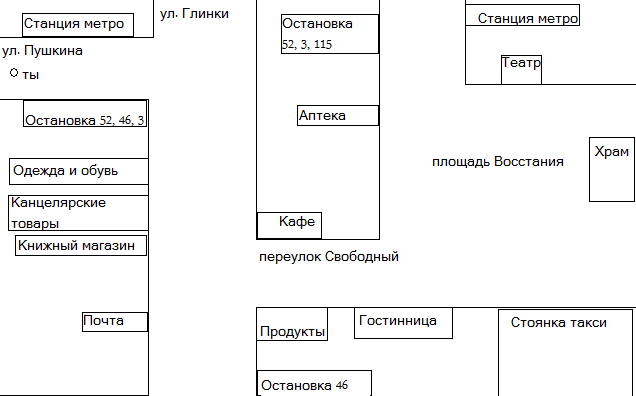 Станция метро
ул. Глинки
Остановка
52, 3, 115
Станция метро
ул. Пушкина
ты
Театр
Остановка 52, 46, 3
Аптека
площадь Восстания
Храм
Одежда и обувь
Канцелярские
товары
Кафе
Книжный магазин
переулок Свободный
Почта
Продукты
Гостинница
Стоянка такси
Остановка 46